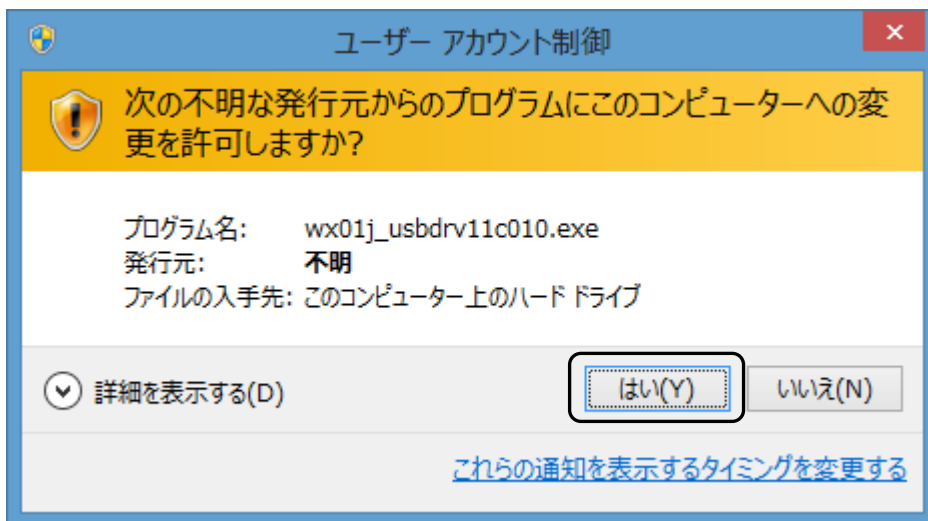 ユーザー アカウント制御
次の不明な発行元からのプログラムにこのコンピューターへの変
更を許可しますか?
プログラム名: wx01j_usbdrv11c010.exe
発行元: 不明
ファイルの入手先: このコンピューター上のハード ドライブ
詳細を表示する(D) はい(Y) いいえ(N)
これらの通知を表示するタイミングを変更する